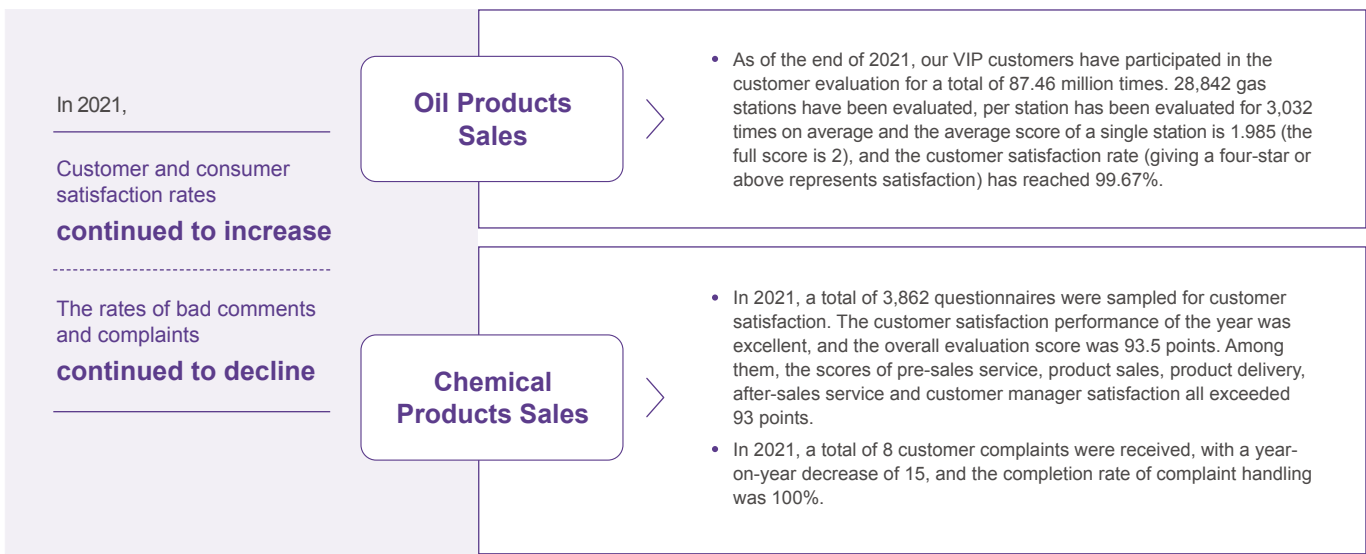 In 2021,
Customer and consumer
satisfaction rates
continued to increase
The rates of bad comments
and complaints
continued to decline
Oil Products
Sales
• As of the end of 2021, our VIP customers have participated in the
customer evaluation for a total of 87.46 million times. 28,842 gas
stations have been evaluated, per station has been evaluated for 3,032
times on average and the average score of a single station is 1.985 (the
full score is 2), and the customer satisfaction rate (giving a four-star or
above represents satisfaction) has reached 99.67%.
Chemical
Products Sales
• In 2021, a total of 3,862 questionnaires were sampled for customer
satisfaction. The customer satisfaction performance of the year was
excellent, and the overall evaluation score was 93.5 points. Among
them, the scores of pre-sales service, product sales, product delivery,
after-sales service and customer manager satisfaction all exceeded
93 points.
• In 2021, a total of 8 customer complaints were received, with a year-
on-year decrease of 15, and the completion rate of complaint handling
was 100%.